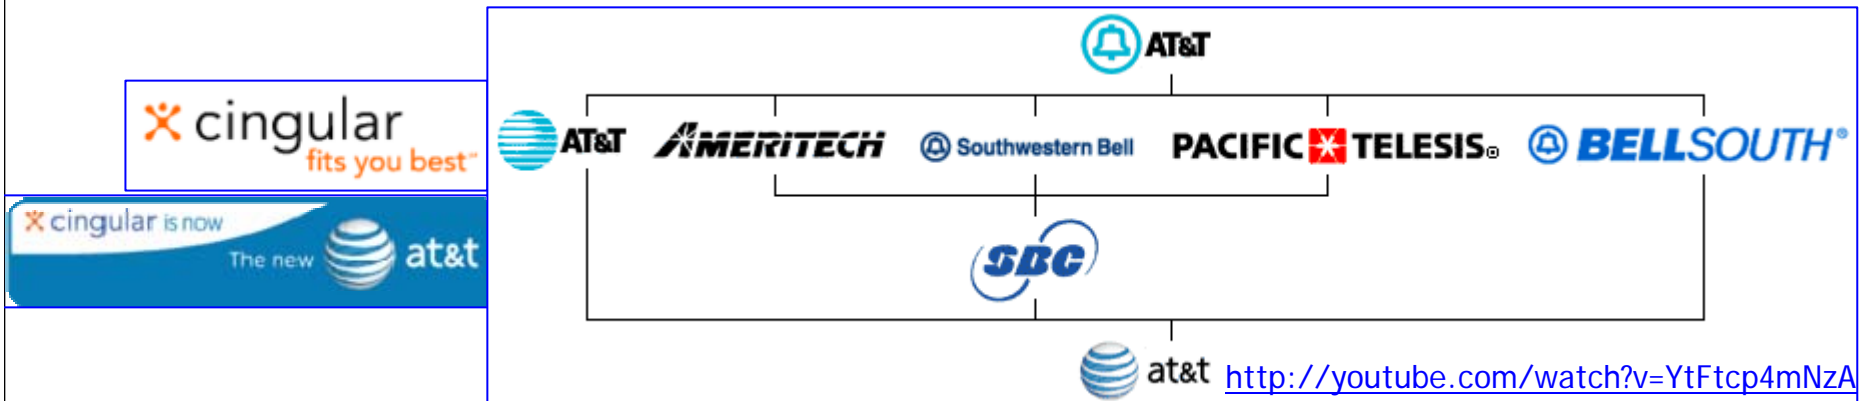 cingular
fits you best℠
cingular is now
The new at&t
AT&T
AT&T
AMERITECH
Southwestern Bell
PACIFIC TELESIS®
BELLSOUTH®
SBC
at&t
http://youtube.com/watch?v=YtFtcp4mNzA